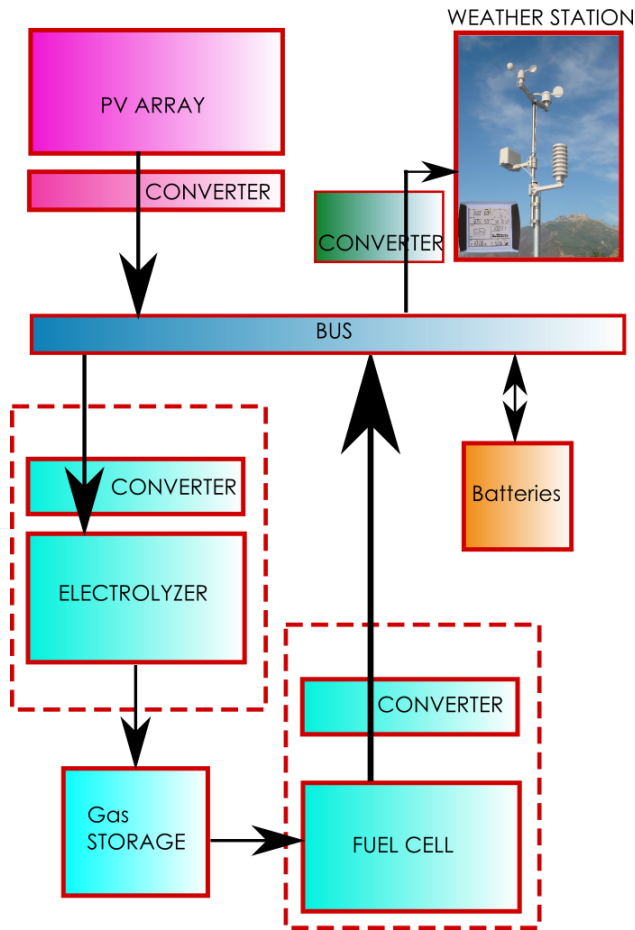 WEATHER STATION
PV ARRAY
CONVERTER
CONVERTER
BUS
CONVERTER
Batteries
ELECTROLYZER
CONVERTER
Gas
STORAGE
FUEL CELL